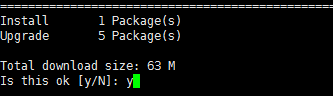 Install 1 Package(s)
Upgrade 5 Package(s)
Total download size: 63 M
Is this ok [y/N]: y